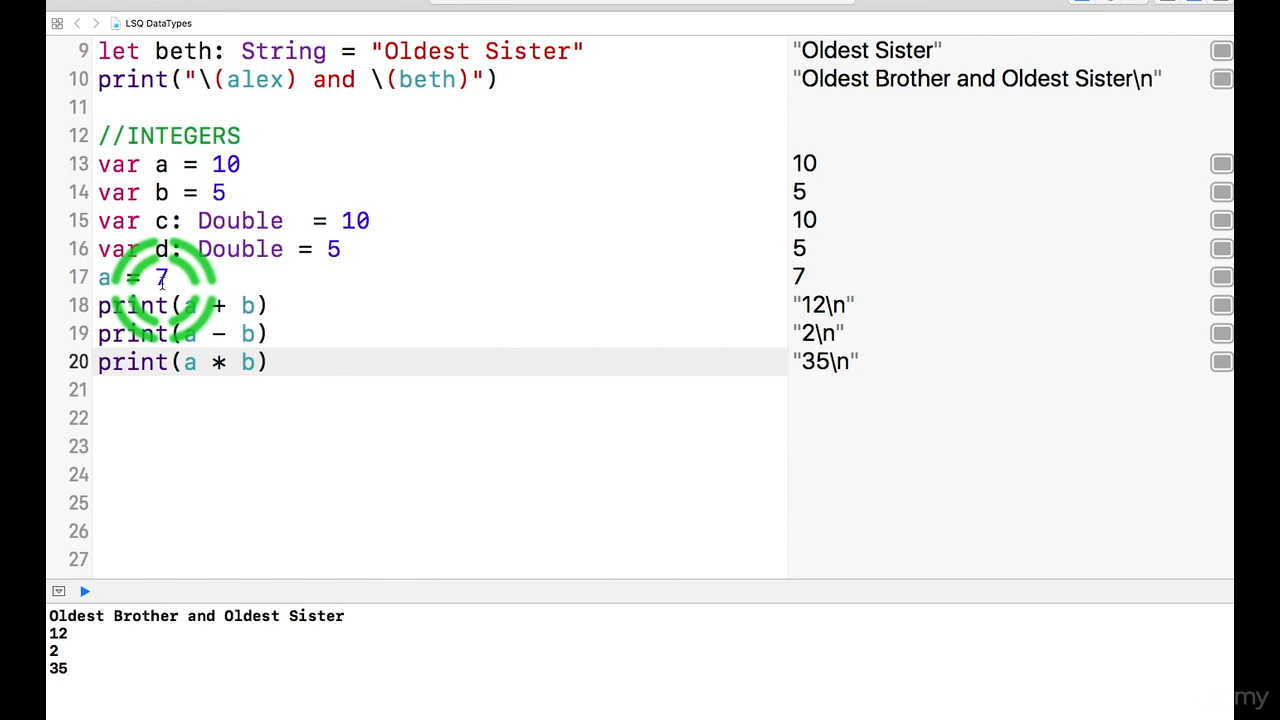 LSQ DataTypes
9 let beth: String = "Oldest Sister" "Oldest Sister"
10 print("\(alex) and \(beth)") "Oldest Brother and Oldest Sister\n"
11
12 //INTEGERS
13 var a = 10 10
14 var b = 5 5
15 var c: Double  = 10 10
16 var d: Double = 5 5
17 a = 7 7
18 print(a + b) "12\n"
19 print(a - b) "2\n"
20 print(a * b) "35\n"
21
22
23
24
25
26
27
Oldest Brother and Oldest Sister
12
2
35
my